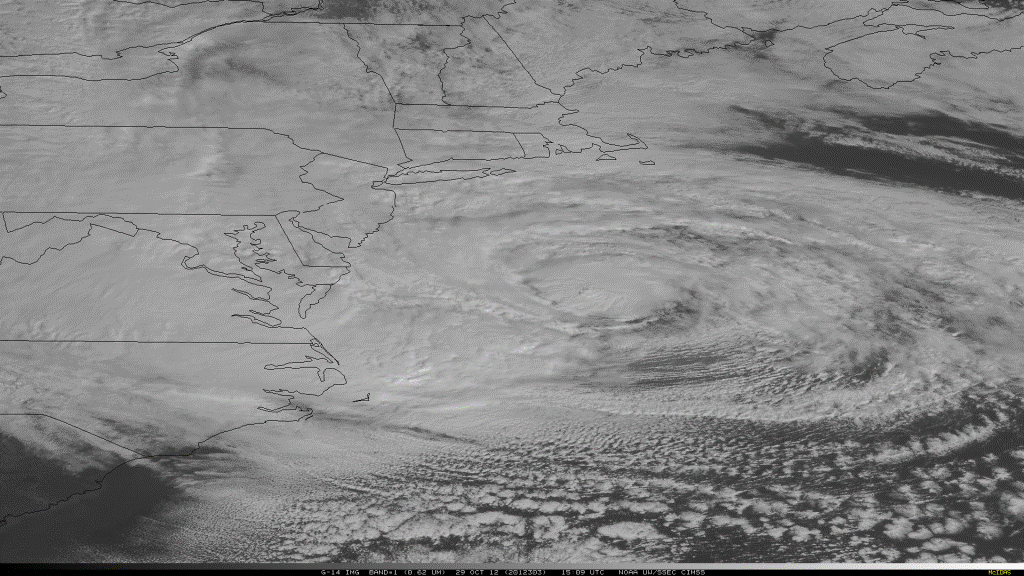 G-14 IMG BAND=1 (0.62 UM) 29 OCT 12 (2012303) 15:09 UTC NOAA UW/SSEC CIMSS McIDAS